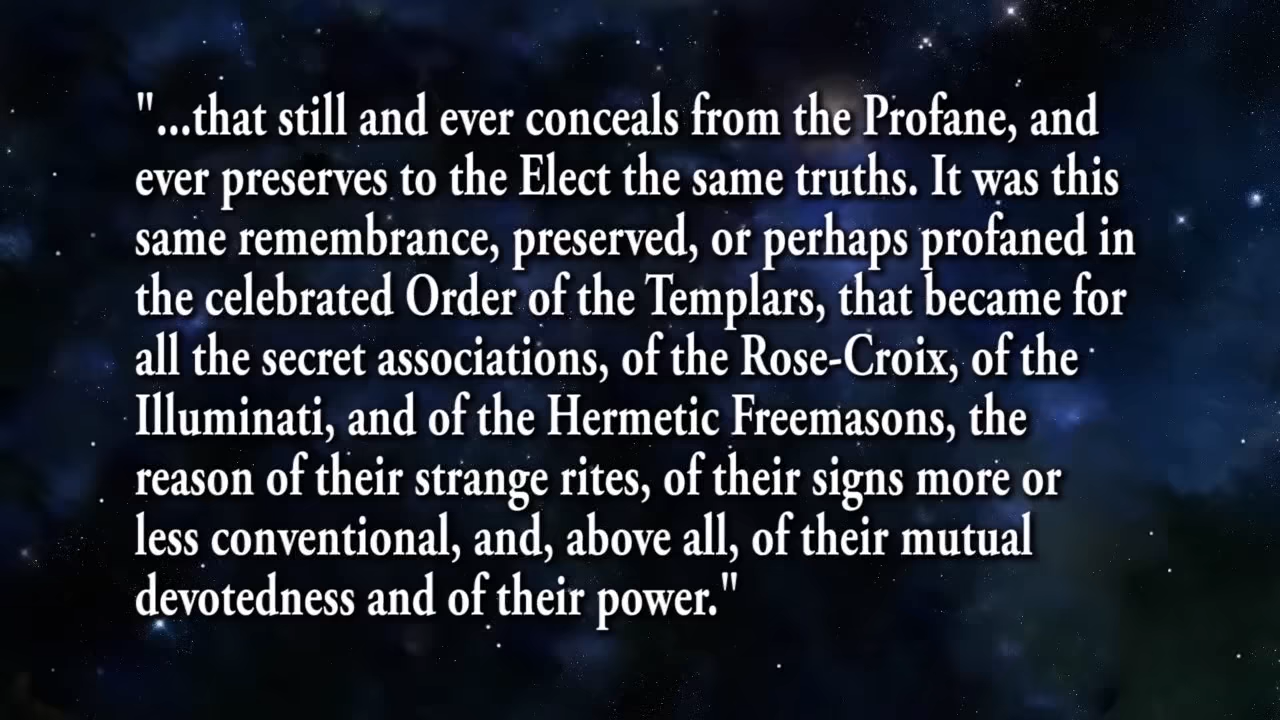 "...that still and ever conceals from the Profane, and
ever preserves to the Elect the same truths. It was this
same remembrance, preserved, or perhaps profaned in
the celebrated Order of the Templars, that became for
all the secret associations, of the Rose-Croix, of the
Illuminati, and of the Hermetic Freemasons, the
reason of their strange rites, of their signs more or
less conventional, and, above all, of their mutual
devotedness and of their power."